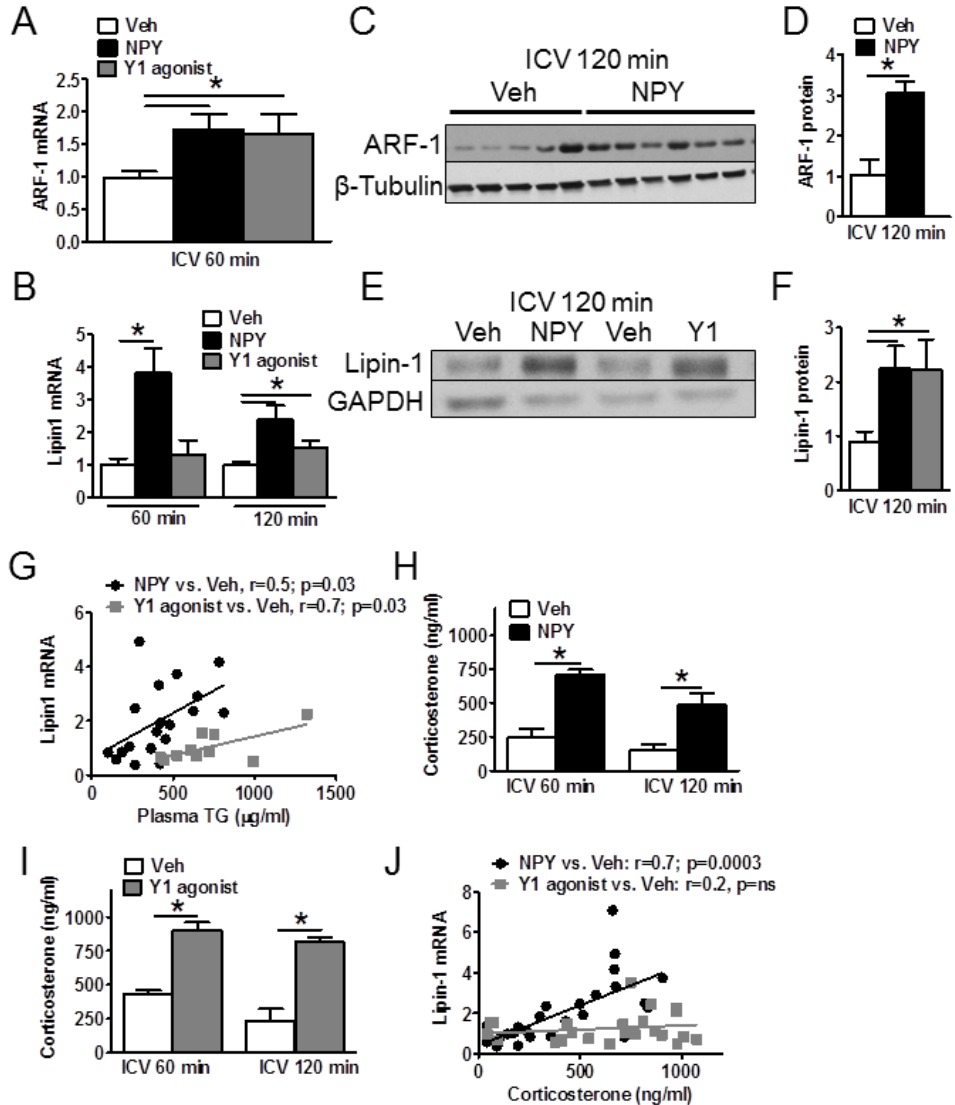 A
Veh
NPY
Y1 agonist
*
ARF-1 mRNA
2.5
2.0
1.5
1.0
0.5
0.0
ICV 60 min
C
ICV 120 min
Veh NPY
ARF-1
β-Tubulin
D
Veh
NPY
*
ARF-1 protein
4
3
2
1
0
ICV 120 min
B
Veh
NPY
Y1 agonist
*
*
Lipin1 mRNA
5
4
3
2
1
0
60 min 120 min
E
ICV 120 min
Veh NPY Veh Y1
Lipin-1
GAPDH
F
*
Lipin-1 protein
3
2
1
0
ICV 120 min
G
NPY vs. Veh, r=0.5; p=0.03
Y1 agonist vs. Veh, r=0.7; p=0.03
Lipin1 mRNA
6
4
2
0
0 500 1000 1500
Plasma TG (µg/ml)
H
Veh
NPY
*
*
Corticosterone (ng/ml)
1000
750
500
250
0
ICV 60 min ICV 120 min
I
Veh
Y1 agonist
*
*
Corticosterone (ng/ml)
1000
750
500
250
0
ICV 60 min ICV 120 min
J
NPY vs. Veh: r=0.7; p=0.0003
Y1 agonist vs. Veh: r=0.2, p=ns
Lipin-1 mRNA
8
6
4
2
0
0 500 1000
Corticosterone (ng/ml)